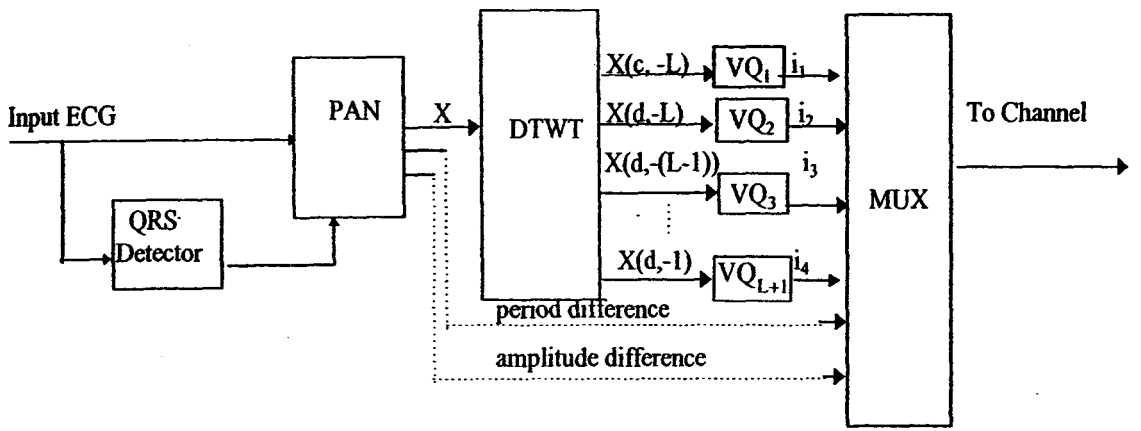 Input ECG
QRS
Detector
PAN
X
DTWT
X(c, -L)
VQ1
i1
X(d,-L)
VQ2
i2
X(d,-(L-1))
VQ3
i3
X(d,-1)
VQL+1
i4
period difference
amplitude difference
MUX
To Channel